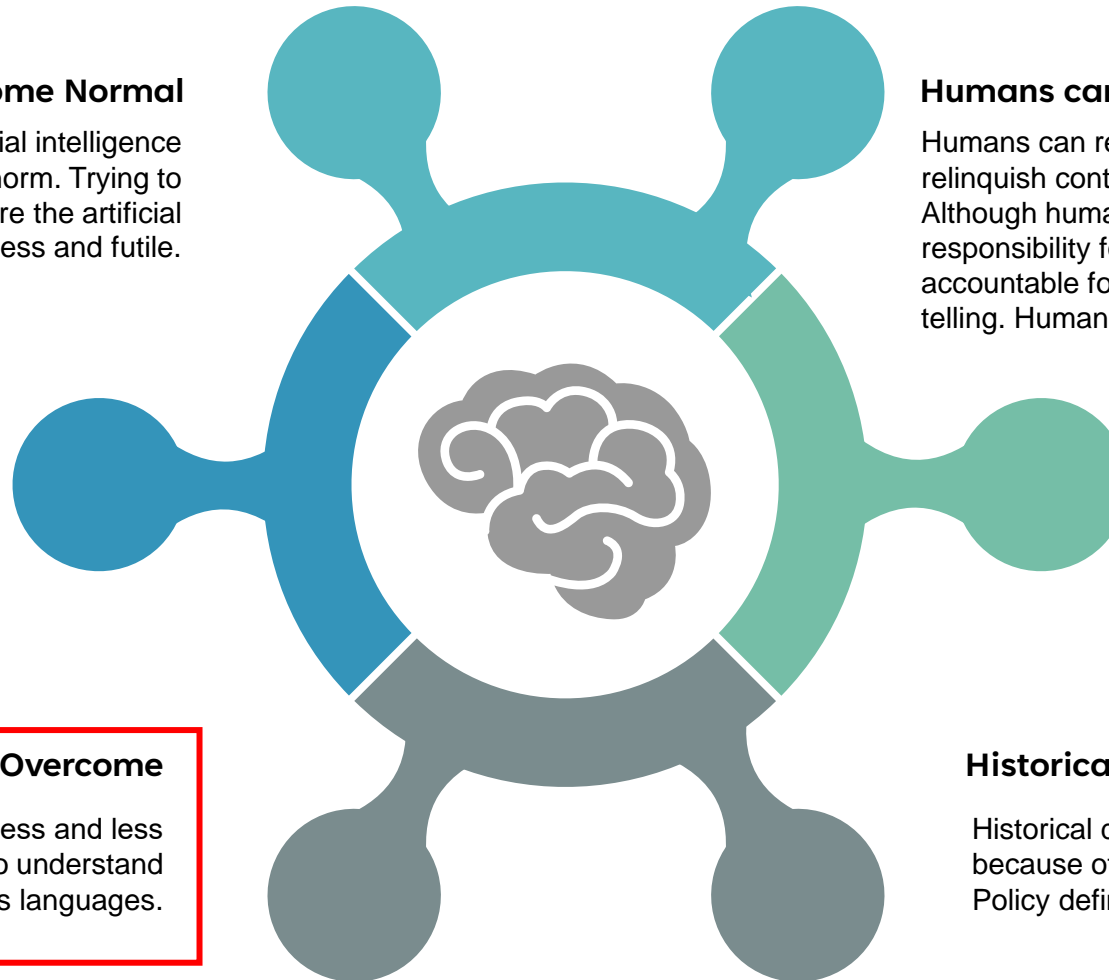 ome Normal
ial intelligence
norm. Trying to
re the artificial
ess and futile.
Humans ca
Humans can re
relinquish cont
Although huma
responsibility f
accountable fo
telling. Human
Overcome
ess and less
o understand
s languages.
Historica
Historical
because o
Policy defi